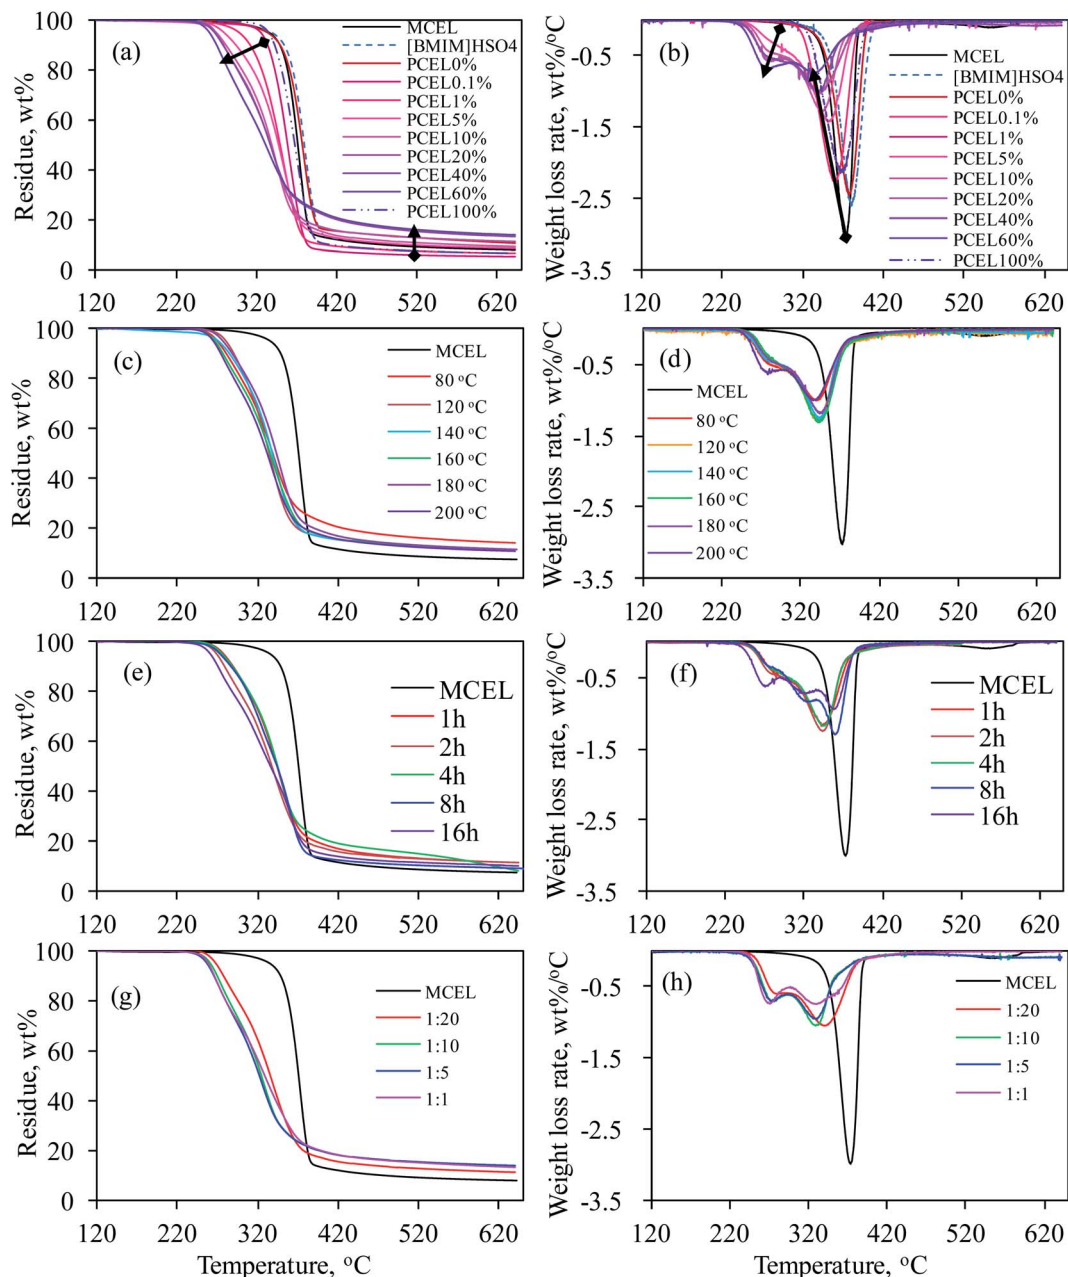 (a)
Residue, wt%
100
80
60
40
20
0
120 220 320 420 520 620
MCEL
[BMIM]HSO4
PCEL0%
PCEL0.1%
PCEL1%
PCEL5%
PCEL10%
PCEL20%
PCEL40%
PCEL60%
PCEL100%
(b)
Weight loss rate, wt%/°C
-0.5
-1.5
-2.5
-3.5
120 220 320 420 520 620
MCEL
[BMIM]HSO4
PCEL0%
PCEL0.1%
PCEL1%
PCEL5%
PCEL10%
PCEL20%
PCEL40%
PCEL60%
PCEL100%
(c)
Residue, wt%
100
80
60
40
20
0
120 220 320 420 520 620
MCEL
80 °C
120 °C
140 °C
160 °C
180 °C
200 °C
(d)
Weight loss rate, wt%/°C
-0.5
-1.5
-2.5
-3.5
120 220 320 420 520 620
MCEL
80 °C
120 °C
140 °C
160 °C
180 °C
200 °C
(e)
Residue, wt%
100
80
60
40
20
0
120 220 320 420 520 620
MCEL
1h
2h
4h
8h
16h
(f)
Weight loss rate, wt%/°C
-0.5
-1.5
-2.5
-3.5
120 220 320 420 520 620
MCEL
1h
2h
4h
8h
16h
(g)
Residue, wt%
100
80
60
40
20
0
120 220 320 420 520 620
Temperature, °C
MCEL
1:20
1:10
1:5
1:1
(h)
Weight loss rate, wt%/°C
-0.5
-1.5
-2.5
-3.5
120 220 320 420 520 620
Temperature, °C
MCEL
1:20
1:10
1:5
1:1